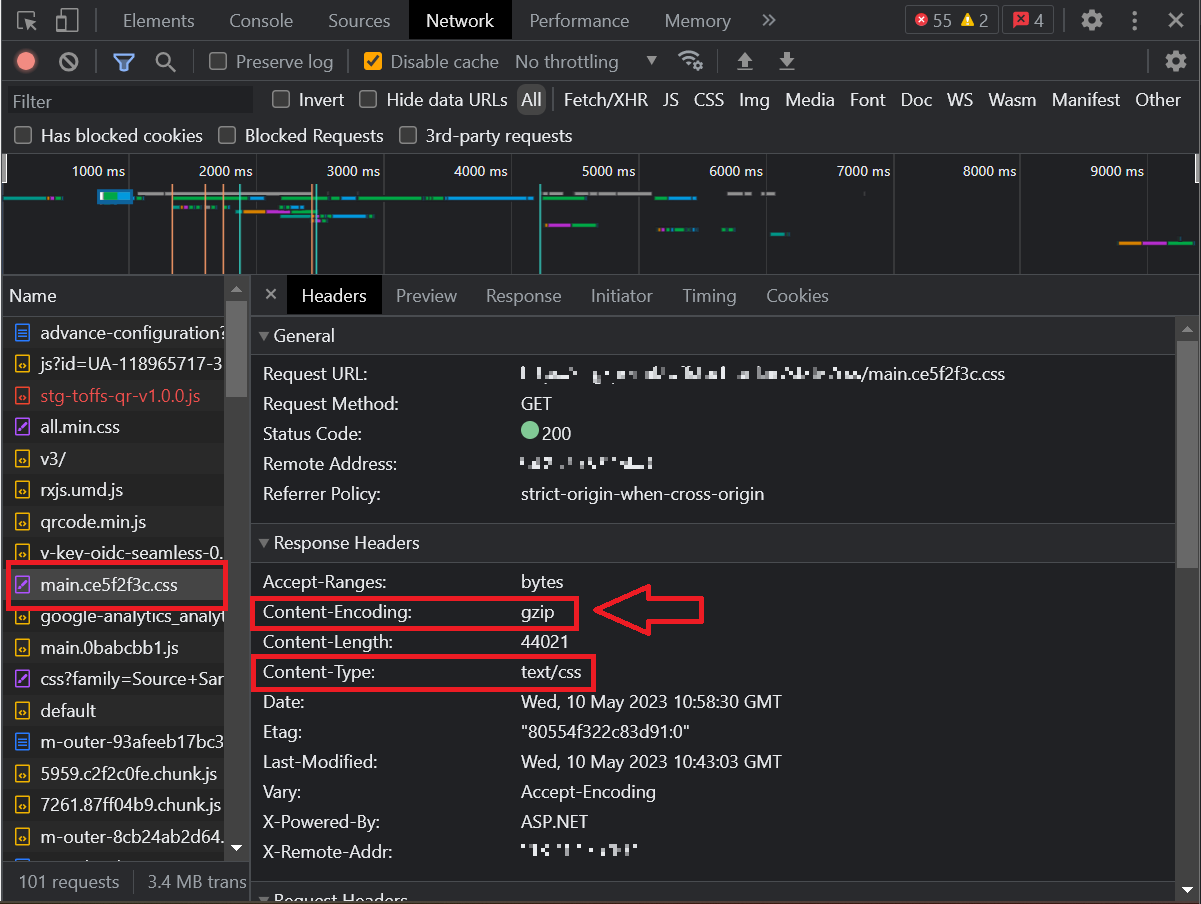 Elements Console Sources Network Performance Memory 55 2 4
Preserve log Disable cache No throttling
Filter Invert Hide data URLs All Fetch/XHR JS CSS Img Media Font Doc WS Wasm Manifest Other
Has blocked cookies Blocked Requests 3rd-party requests
1000 ms 2000 ms 3000 ms 4000 ms 5000 ms 6000 ms 7000 ms 8000 ms 9000 ms
Name
advance-configuration?
js?id=UA-118965717-3
stg-toffs-qr-v1.0.0.js
all.min.css
v3/
rxjs.umd.js
qrcode.min.js
v-key-oidc-seamless-0.
main.ce5f2f3c.css
google-analytics_analyt
main.0babcbb1.js
css?family=Source+Sar
default
m-outer-93afeeb17bc3
5959.c2f2c0fe.chunk.js
7261.87ff04b9.chunk.js
m-outer-8cb24ab2d64.
101 requests 3.4 MB trans
Headers Preview Response Initiator Timing Cookies
General
Request URL: /main.ce5f2f3c.css
Request Method: GET
Status Code: 200
Remote Address:
Referrer Policy: strict-origin-when-cross-origin
Response Headers
Accept-Ranges: bytes
Content-Encoding: gzip
Content-Length: 44021
Content-Type: text/css
Date: Wed, 10 May 2023 10:58:30 GMT
Etag: "80554f322c83d91:0"
Last-Modified: Wed, 10 May 2023 10:43:03 GMT
Vary: Accept-Encoding
X-Powered-By: ASP.NET
X-Remote-Addr:
Request Headers